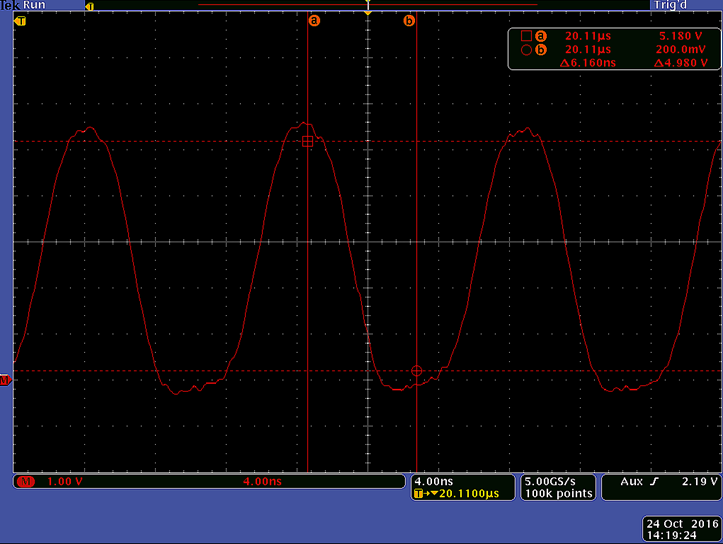 Tek Run
T
T
Trig'd
T
a
b
a 20.11µs 5.180 V
b 20.11µs 200.0mV
Δ6.160ns Δ4.980 V
M
M 1.00 V 4.00ns
4.00ns
T→▼20.1100µs
5.00GS/s
100k points
Aux ʃ 2.19 V
24 Oct 2016
14:19:24